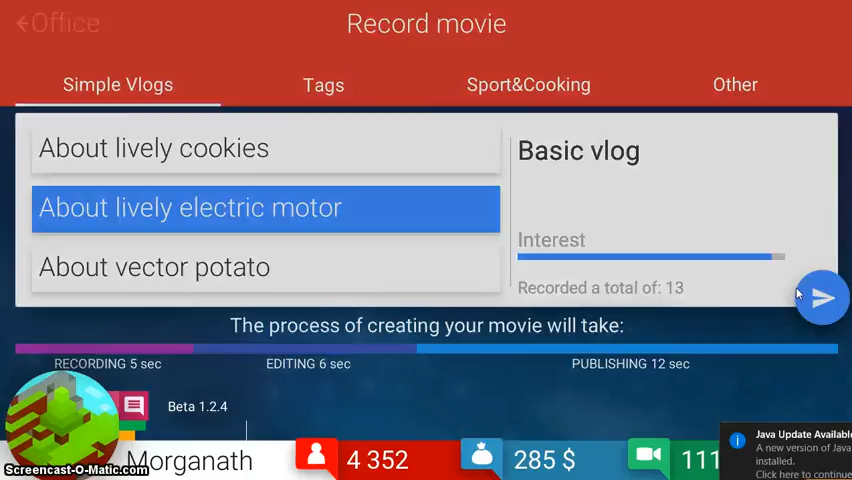 ←Office
Record movie
Simple Vlogs
Tags
Sport&Cooking
Other
About lively cookies
About lively electric motor
About vector potato
Basic vlog
Interest
Recorded a total of: 13
The process of creating your movie will take:
RECORDING 5 sec
EDITING 6 sec
PUBLISHING 12 sec
Beta 1.2.4
Morganath
4 352
285 $
111
Java Update Available
A new version of Java
installed.
Click here to continue
Screencast-O-Matic.com